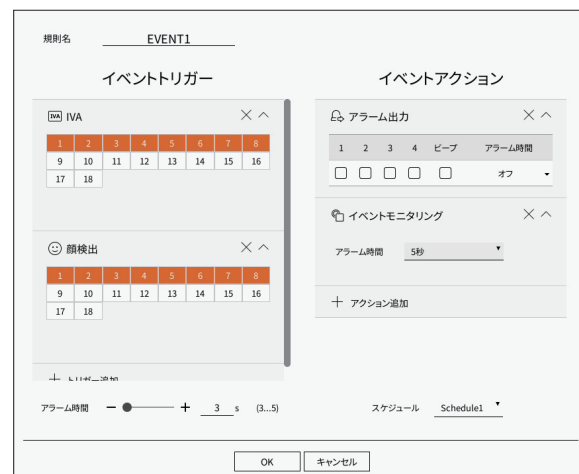 規則名 EVENT1
イベントトリガー
IVA IVA
1 2 3 4 5 6 7 8
9 10 11 12 13 14 15 16
17 18
顔検出
1 2 3 4 5 6 7 8
9 10 11 12 13 14 15 16
17 18
トリガー追加
アラーム時間 3 s (3...5)
イベントアクション
アラーム出力
1 2 3 4 ビープ アラーム時間
オフ
イベントモニタリング
アラーム時間 5秒
アクション追加
スケジュール Schedule1
OK キャンセル